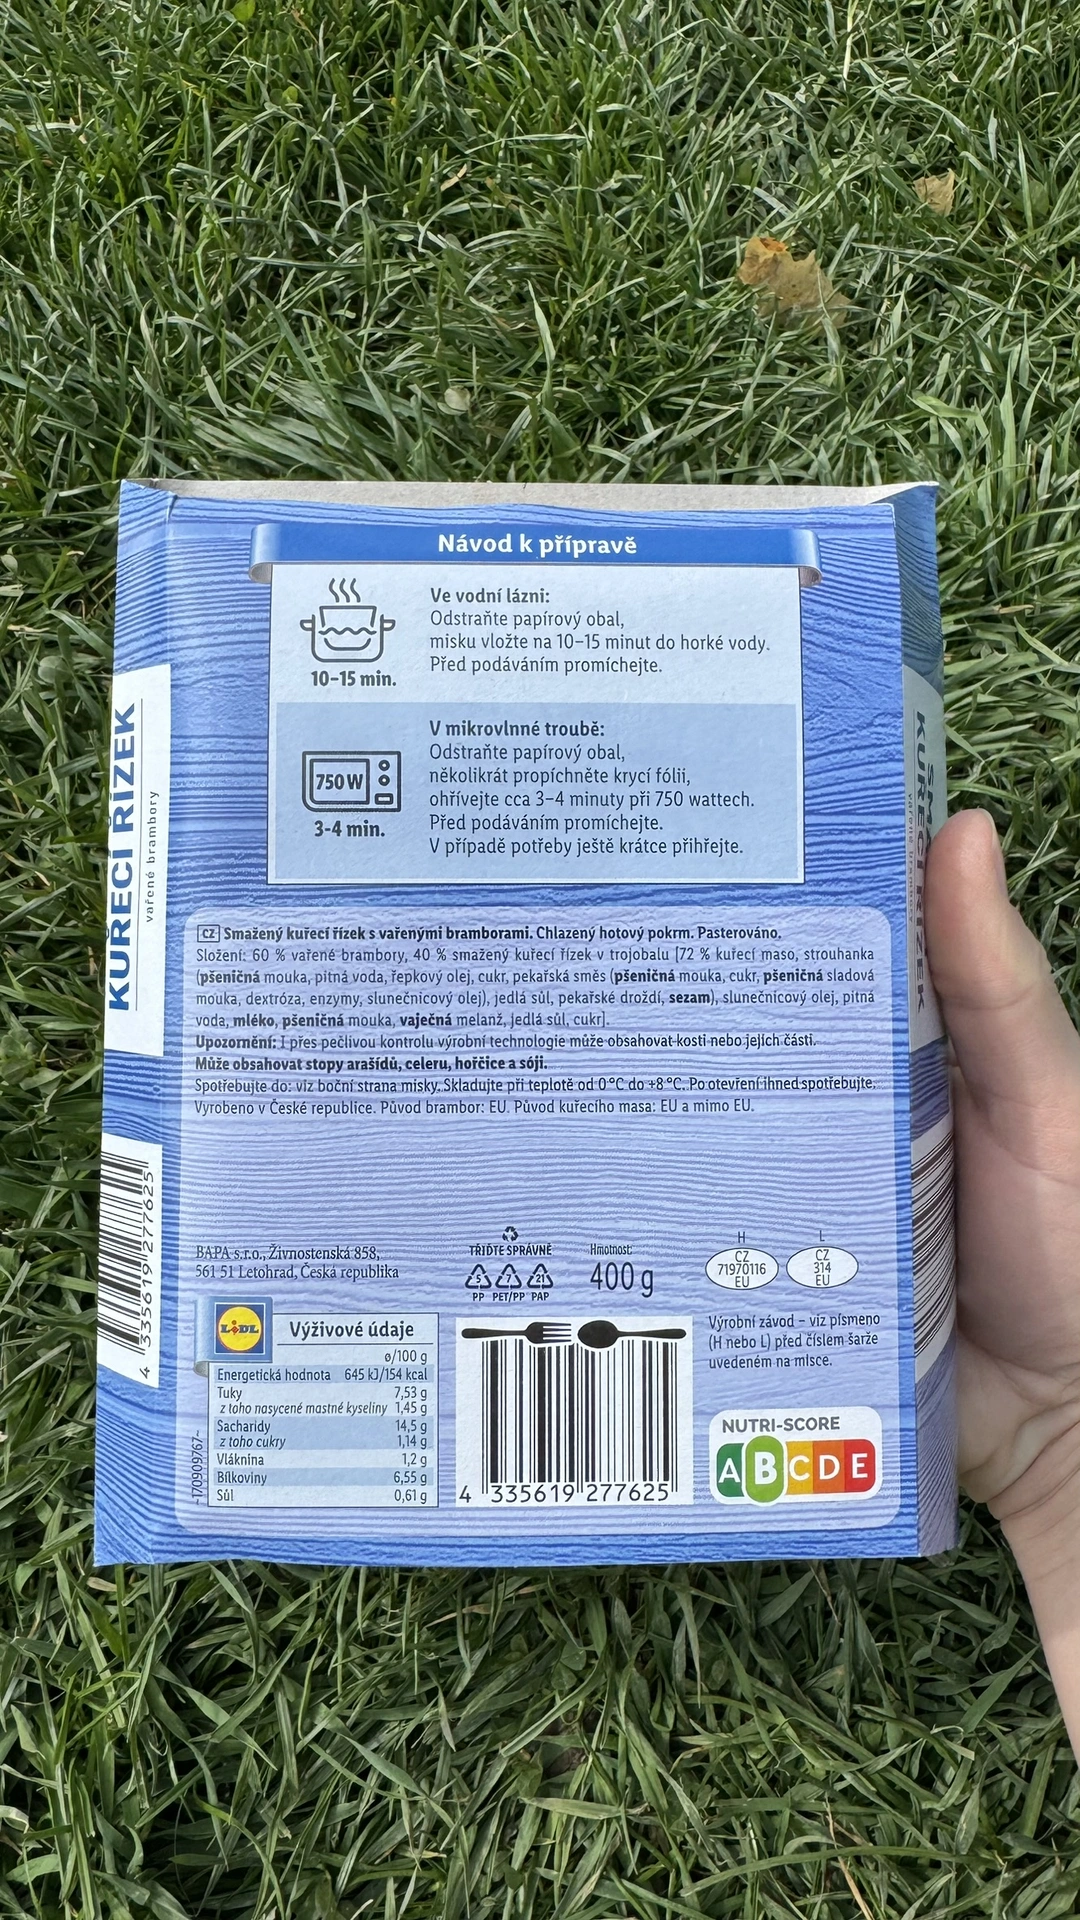 Návod k přípravě
Ve vodní lázni:
Odstraňte papírový obal,
misku vložte na 10–15 minut do horké vody.
Před podáváním promíchejte.
10-15 min.
V mikrovlnné troubě:
Odstraňte papírový obal,
několikrát propíchněte krycí fólii,
ohřívejte cca 3–4 minuty při 750 wattech.
Před podáváním promíchejte.
V případě potřeby ještě krátce přihřejte.
750 W
3-4 min.
KUŘECÍ ŘÍZEK
vařené brambory
KUŘECÍ ŘÍZEK
CZ Smažený kuřecí řízek s vařenými bramborami. Chlazený hotový pokrm. Pasterováno.
Složení: 60 % vařené brambory, 40 % smažený kuřecí řízek v trojobalu [72 % kuřecí maso, strouhanka
(pšeničná mouka, pitná voda, řepkový olej, cukr, pekařská směs (pšeničná mouka, cukr, pšeničná sladová
mouka, dextróza, enzymy, slunečnicový olej), jedlá sůl, pekařské droždí, sezam), slunečnicový olej, pitná
voda, mléko, pšeničná mouka, vaječná melanž, jedlá sůl, cukr].
Upozornění: I přes pečlivou kontrolu výrobní technologie může obsahovat kosti nebo jejich části.
Může obsahovat stopy arašídů, celeru, hořčice a sóji.
Spotřebujte do: viz boční strana misky. Skladujte při teplotě od 0°C do +8°C. Po otevření ihned spotřebujte.
Vyrobeno v České republice. Původ brambor: EU. Původ kuřecího masa: EU a mimo EU.
BAPA s.r.o., Živnostenská 858,
561 51 Letohrad, Česká republika
TŘIĎTE SPRÁVNĚ
5 7 21
PP PET/PP PAP
Hmotnost:
400 g
H L
CZ
71970116
EU
CZ
314
EU
Výrobní závod – viz písmeno
(H nebo L) před číslem šarže
uvedeném na misce.
LIDL
Výživové údaje
ø/100 g
Energetická hodnota 645 kJ/154 kcal
Tuky 7,53 g
z toho nasycené mastné kyseliny 1,45 g
Sacharidy 14,5 g
z toho cukry 1,14 g
Vláknina 1,2 g
Bílkoviny 6,55 g
Sůl 0,61 g
-170909767-
4 335619 277625
4 335619 277625
NUTRI-SCORE
A B C D E